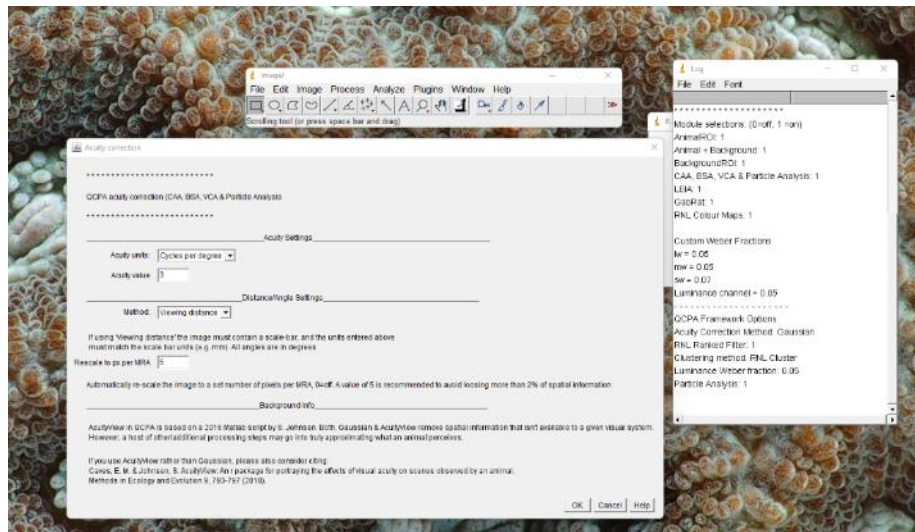 ImageJ
File Edit Image Process Analyze Plugins Window Help
Scrolling tool (or press space bar and drag)
Acuity correction
* * * * * * * * * * * * * * * * * * * * * * * * * *
QCPA acuity correction (CAA, BSA, VCA & Particle Analysis
* * * * * * * * * * * * * * * * * * * * * * * * * *
Acuity Settings
Acuity units: Cycles per degree
Acuity value 3
Distance/Angle Settings
Method: Viewing distance
If using 'Viewing distance' the image must contain a scale-bar, and the units entered above
must match the scale bar units (e.g. mm). All angles are in degrees
Rescale to px per MRA 5
Automatically re-scale the image to a set number of pixels per MRA, 0=off. A value of 5 is recommended to avoid loosing more than 2% of spatial information
Background Info
AcuityView in QCPA is based on a 2016 Matlab script by S. Johnsen. Both, Gaussian & AcuityView remove spatial information that isn't available to a given visual system.
However, a host of other/additional processing steps may go into truly approximating what an animal perceives.
If you use AcuityView rather than Gaussian, please also consider citing:
Caves, E. M. & Johnsen, S. AcuityView: An r package for portraying the effects of visual acuity on scenes observed by an animal.
Methods in Ecology and Evolution 9, 793-797 (2018).
OK Cancel Help
Log
File Edit Font
* * * * * * * * * * * * * * * * * * * *
Module selections: (0=off, 1 =on)
AnimalROI: 1
Animal + Background: 1
BackgroundROI: 1
CAA, BSA, VCA & Particle Analysis: 1
LEIA: 1
GabRat: 1
RNL Colour Maps: 1
Custom Weber Fractions
lw = 0.05
mw = 0.05
sw = 0.07
Luminance channel = 0.05
- - - - - - - - - - - - - - - - - - - -
QCPA Framework Options:
Acuity Correction Method: Gaussian
RNL Ranked Filter: 1
Clustering method: RNL Cluster
Luminance Weber fraction: 0.05
Particle Analysis: 1